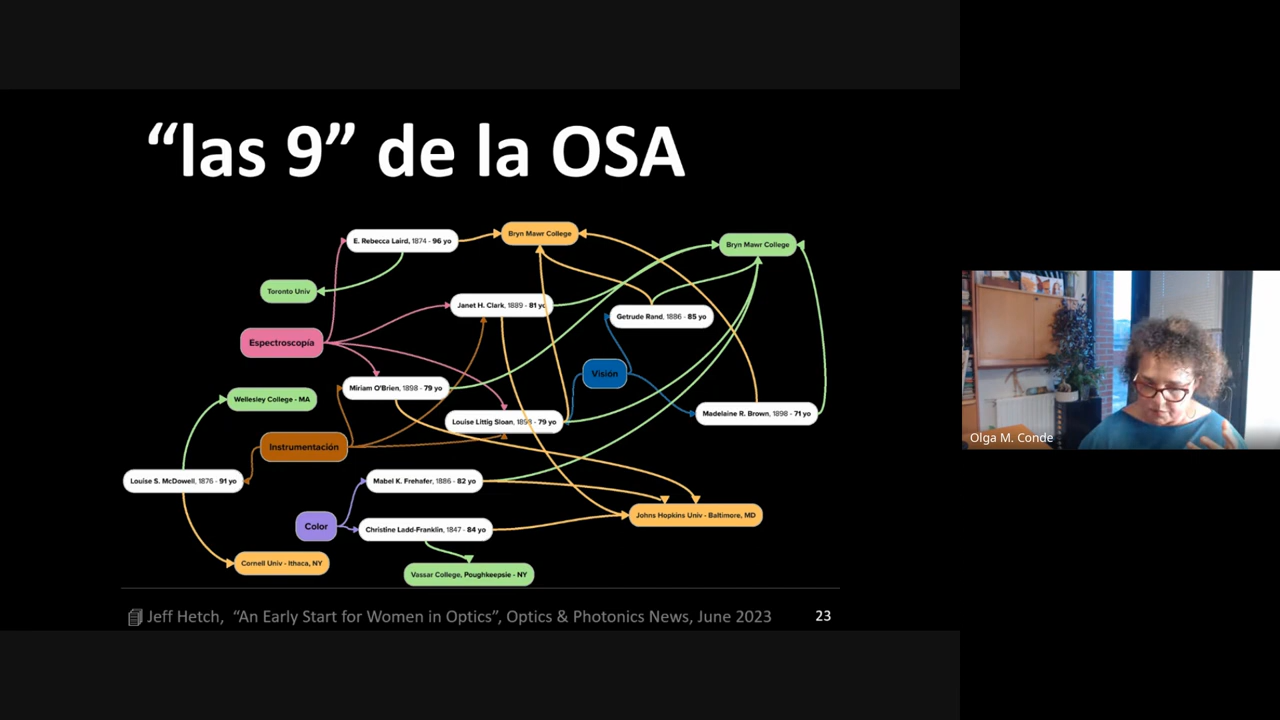 “las 9” de la OSA
E. Rebecca Laird, 1874 - 96 yo
Bryn Mawr College
Bryn Mawr College
Toronto Univ
Janet H. Clark, 1889 - 81 yo
Getrude Rand, 1886 - 85 yo
Espectroscopía
Visión
Miriam O'Brien, 1898 - 79 yo
Wellesley College - MA
Madelaine R. Brown, 1898 - 71 yo
Louise Littig Sloan, 1898 - 79 yo
Instrumentación
Olga M. Conde
Louise S. McDowell, 1876 - 91 yo
Mabel K. Frehafer, 1886 - 82 yo
Johns Hopkins Univ - Baltimore, MD
Color
Christine Ladd-Franklin, 1847 - 84 yo
Cornell Univ - Ithaca, NY
Vassar College, Poughkeepsie - NY
Jeff Hetch, “An Early Start for Women in Optics”, Optics & Photonics News, June 2023
23